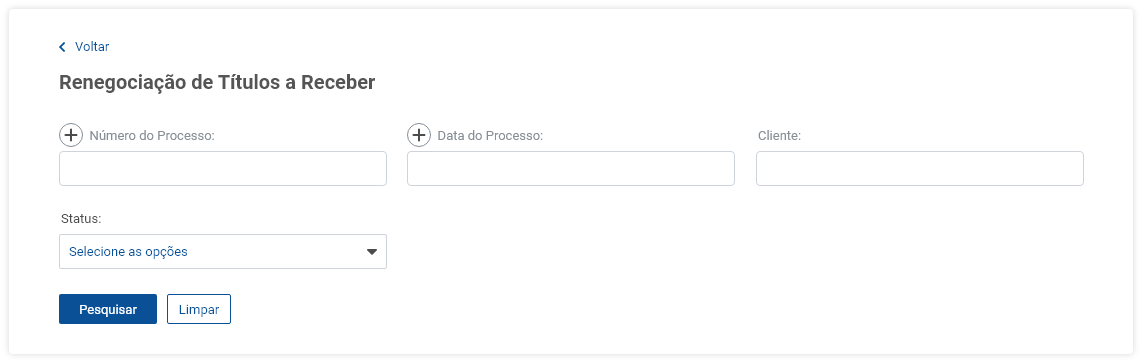 Voltar
Renegociação de Títulos a Receber
Número do Processo: Data do Processo: Cliente:
Status:
Selecione as opções
Pesquisar Limpar